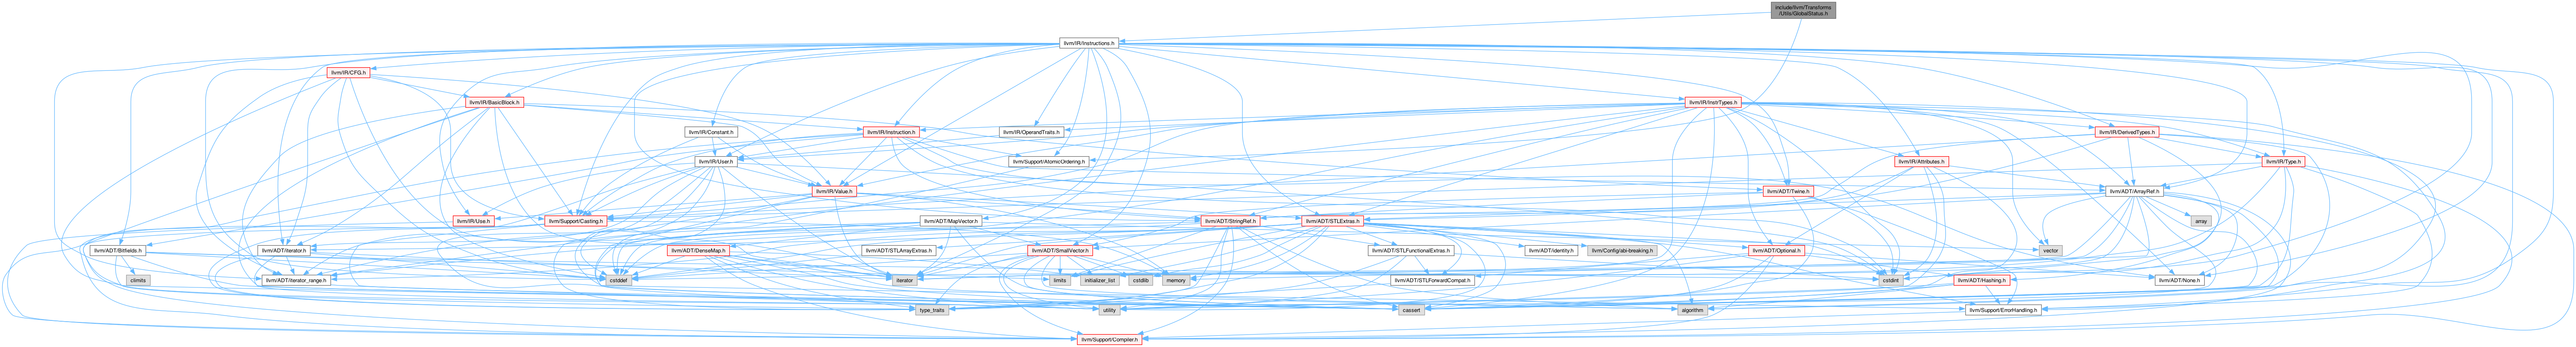 include/llvm/Transforms
/Utils/GlobalStatus.h
llvm/IR/Instructions.h
llvm/IR/CFG.h
llvm/IR/BasicBlock.h
llvm/IR/InstrTypes.h
llvm/IR/Constant.h
llvm/IR/Instruction.h
llvm/IR/OperandTraits.h
llvm/IR/DerivedTypes.h
llvm/IR/User.h
llvm/Support/AtomicOrdering.h
llvm/IR/Attributes.h
llvm/IR/Type.h
llvm/IR/Value.h
llvm/ADT/Twine.h
llvm/ADT/ArrayRef.h
llvm/IR/Use.h
llvm/Support/Casting.h
llvm/ADT/MapVector.h
llvm/ADT/StringRef.h
llvm/ADT/STLExtras.h
array
llvm/ADT/Bitfields.h
llvm/ADT/iterator.h
llvm/ADT/DenseMap.h
llvm/ADT/STLArrayExtras.h
llvm/ADT/SmallVector.h
llvm/ADT/STLFunctionalExtras.h
llvm/ADT/identity.h
llvm/Config/abi-breaking.h
llvm/ADT/Optional.h
vector
climits
llvm/ADT/iterator_range.h
cstddef
iterator
limits
initializer_list
cstdlib
memory
llvm/ADT/STLForwardCompat.h
cstdint
llvm/ADT/Hashing.h
llvm/ADT/None.h
type_traits
utility
cassert
algorithm
llvm/Support/ErrorHandling.h
llvm/Support/Compiler.h